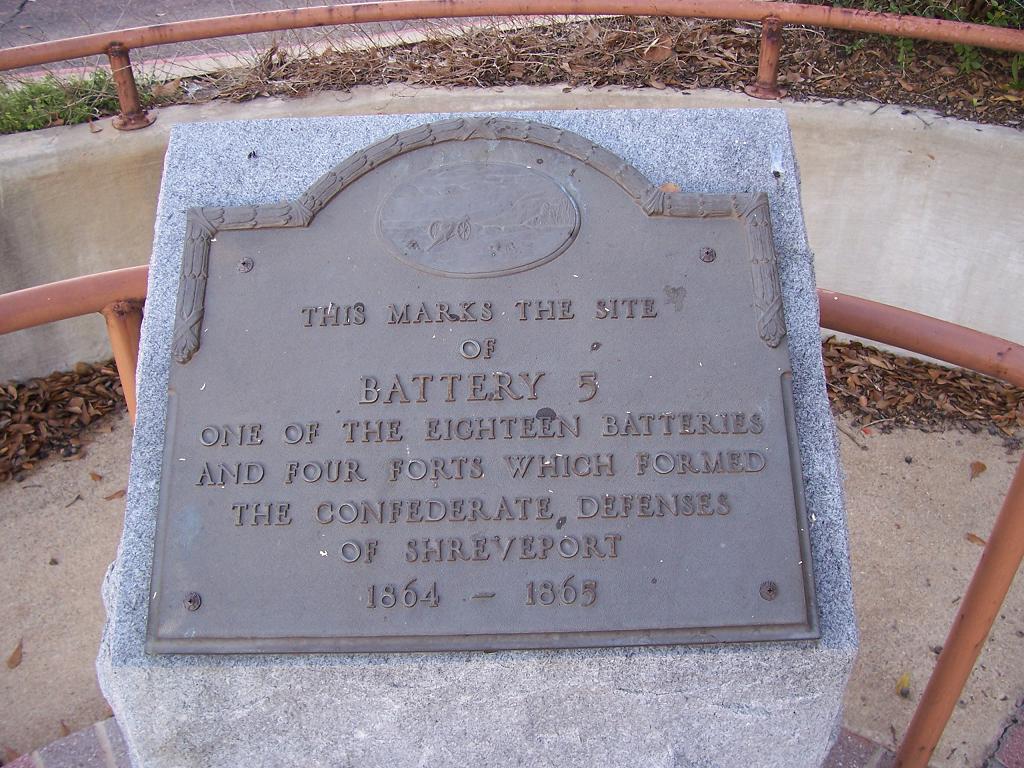 THIS MARKS THE SITE
OF
BATTERY 5
ONE OF THE EIGHTEEN BATTERIES
AND FOUR FORTS WHICH FORMED
THE CONFEDERATE DEFENSES
OF SHREVEPORT
1864 – 1865